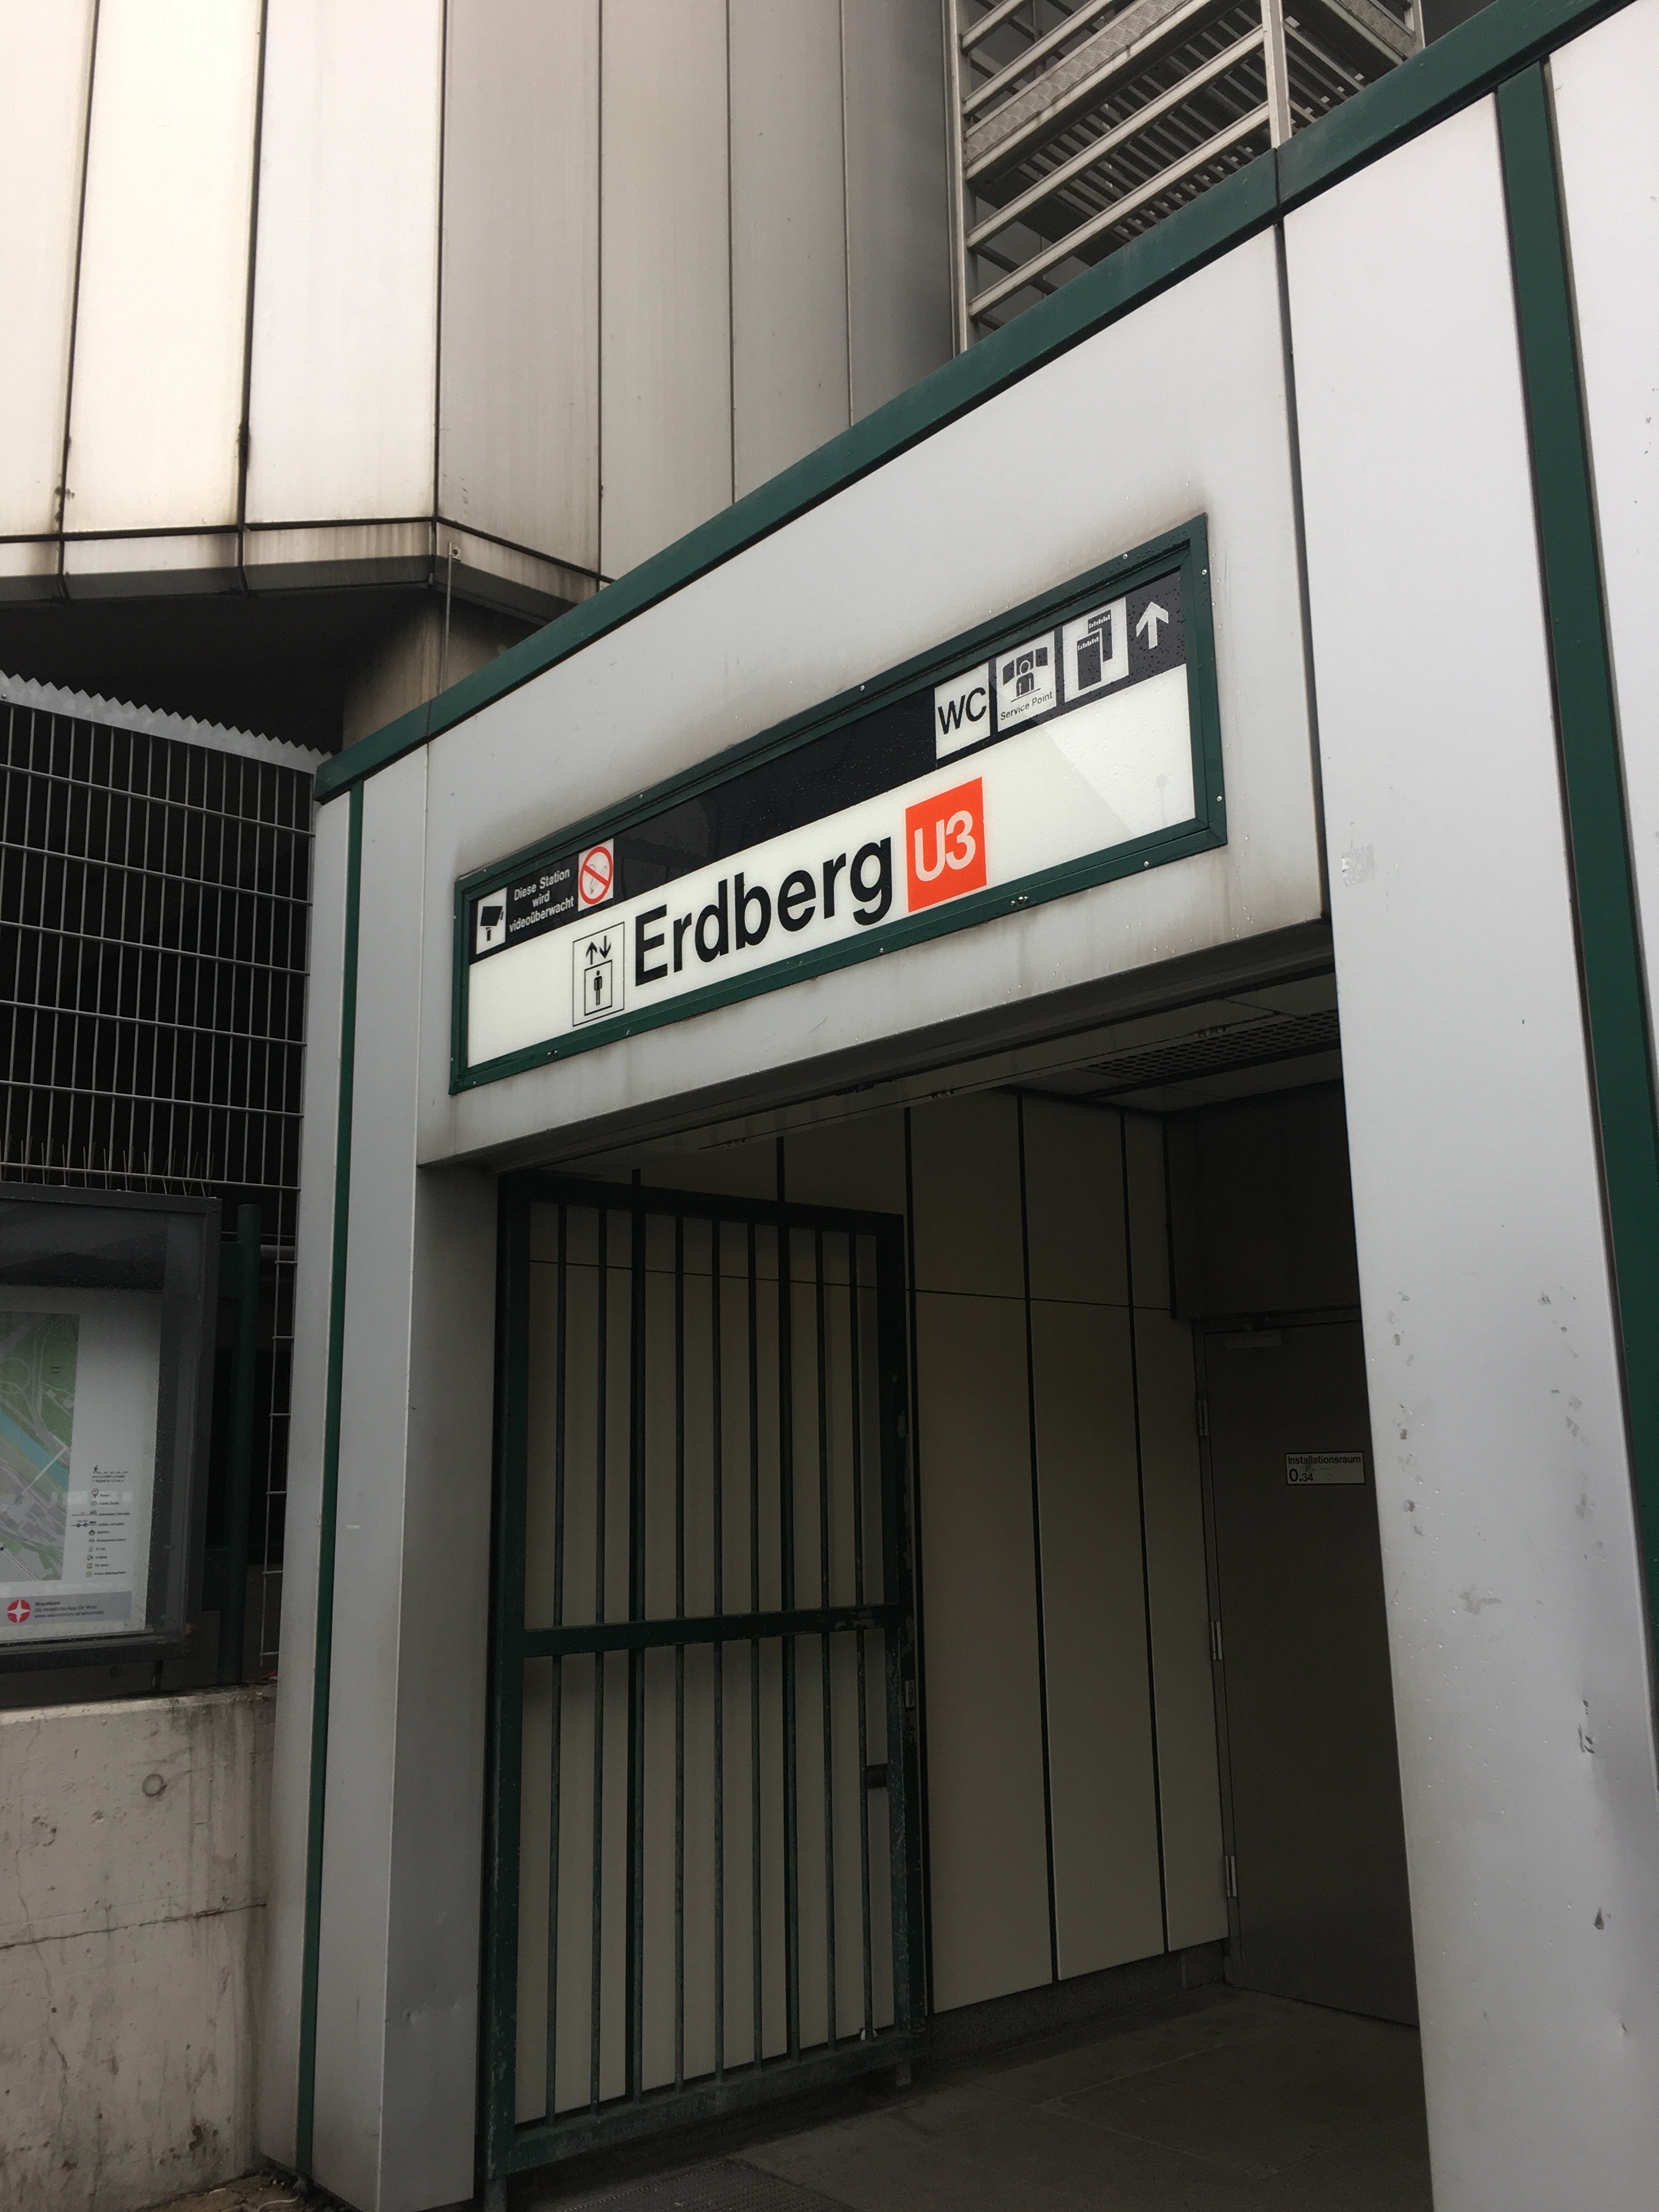 WC
Service Point
Diese Station
wird
videoüberwacht
Erdberg U3
Installationsraum
0.34